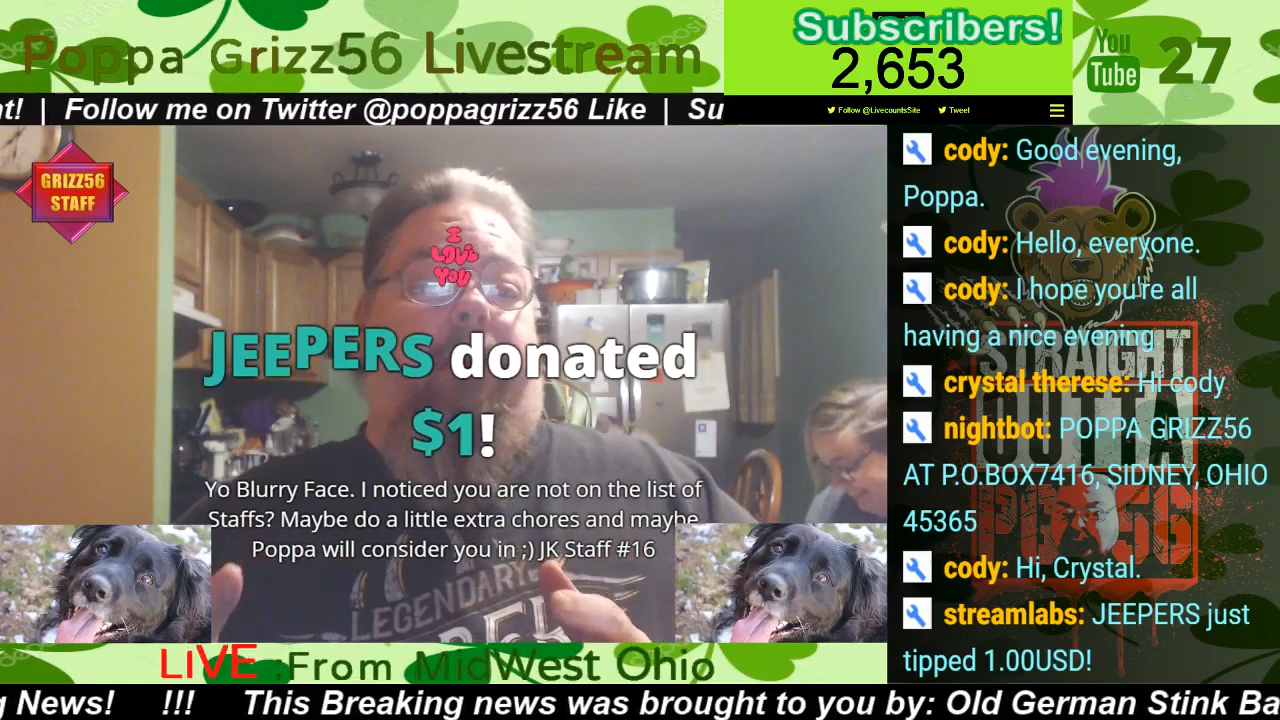 Poppa Grizz56 Livestream
Subscribers!
2,653
Follow @LivecountsSite
Tweet
You
Tube
27
t! | Follow me on Twitter @poppagrizz56 Like | Su
GRIZZ56
STAFF
I
LOVE
YOU
JEEPERS donated
$1!
Yo Blurry Face. I noticed you are not on the list of
Staffs? Maybe do a little extra chores and maybe
Poppa will consider you in ;) JK Staff #16
LEGENDARY
cody: Good evening,
Poppa.
cody: Hello, everyone.
cody: I hope you're all
having a nice evening.
crystal therese: Hi cody
nightbot: POPPA GRIZZ56
AT P.O.BOX7416, SIDNEY, OHIO
45365
cody: Hi, Crystal.
streamlabs: JEEPERS just
tipped 1.00USD!
STRAIGHT
OUTTA
PG56
LiVE :From MidWest Ohio
g News! !!! This Breaking news was brought to you by: Old German Stink Ba